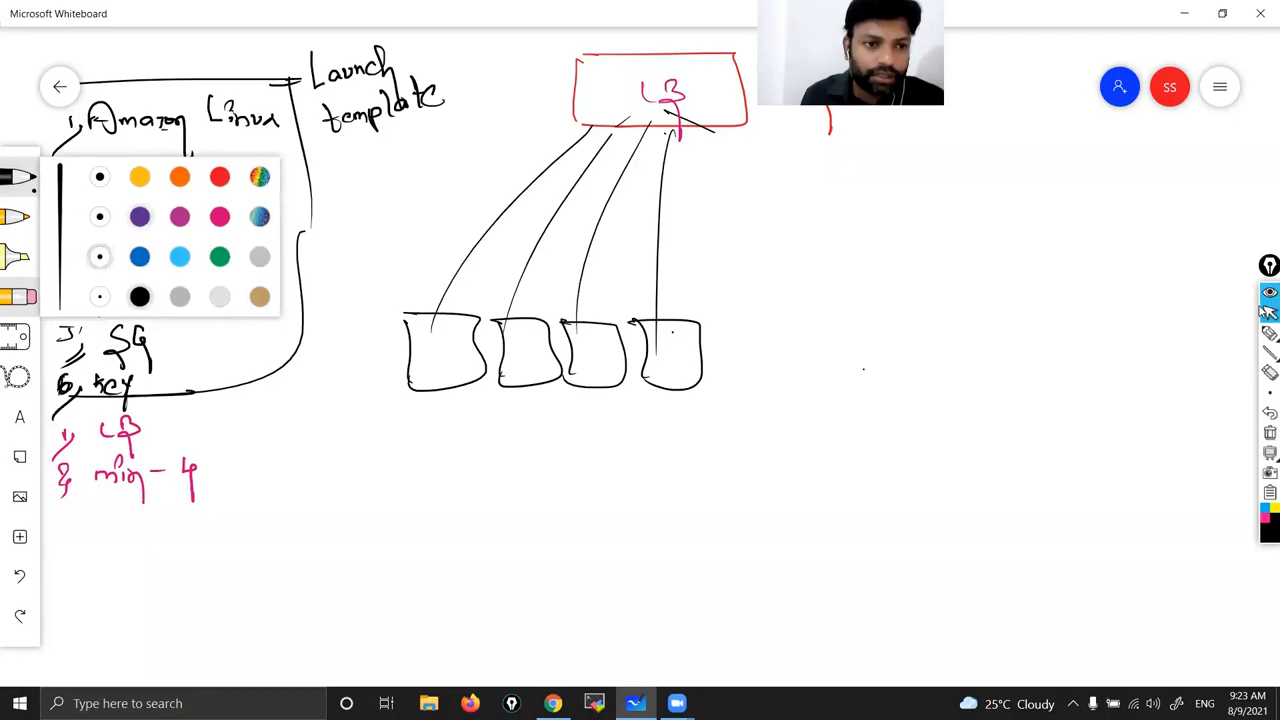 Microsoft Whiteboard
Launch
template
1, Amazon Linux
LB
SS
5, SG
6, key
1, LB
2, min - 4
A
Type here to search
25°C Cloudy
ENG
9:23 AM
8/9/2021